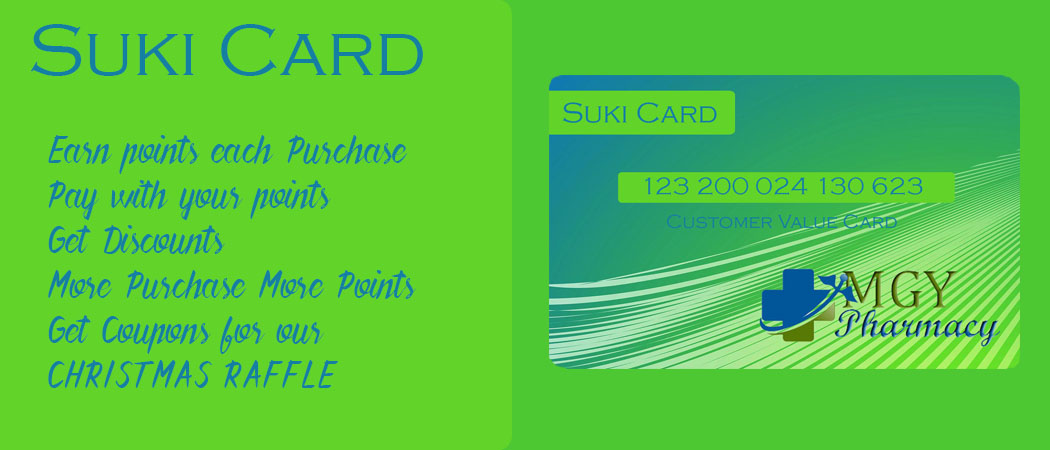 Suki Card
Earn points each Purchase
Pay with your points
Get Discounts
More Purchase More Points
Get Coupons for our
CHRISTMAS RAFFLE
Suki Card
123 200 024 130 623
Customer Value Card
MGY
Pharmacy